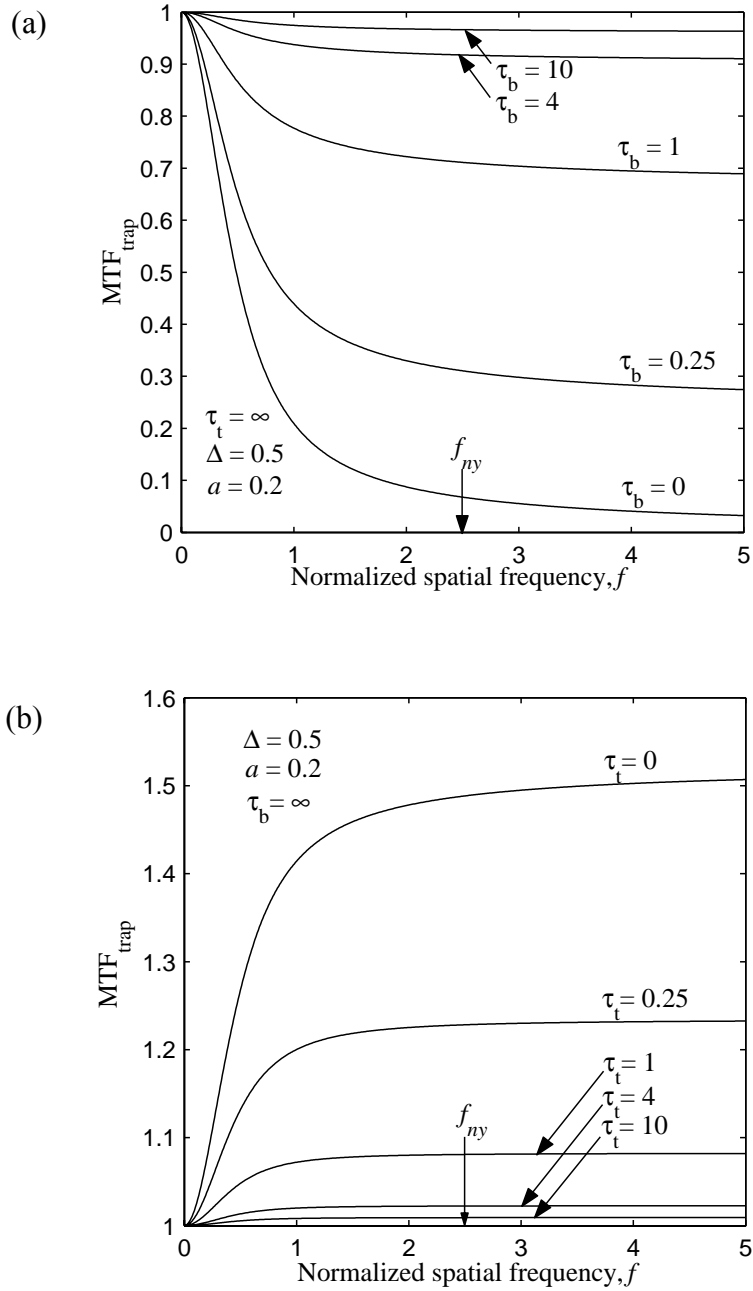 (a)
1
0.9
0.8
0.7
0.6
0.5
0.4
0.3
0.2
0.1
0
MTF_trap
τ_b = 10
τ_b = 4
τ_b = 1
τ_b = 0.25
τ_b = 0
τ_t = ∞
Δ = 0.5
a = 0.2
f_ny
0 1 2 3 4 5
Normalized spatial frequency, f
(b)
1.6
1.5
1.4
1.3
1.2
1.1
1
MTF_trap
Δ = 0.5
a = 0.2
τ_b = ∞
τ_t = 0
τ_t = 0.25
τ_t = 1
τ_t = 4
τ_t = 10
f_ny
0 1 2 3 4 5
Normalized spatial frequency, f